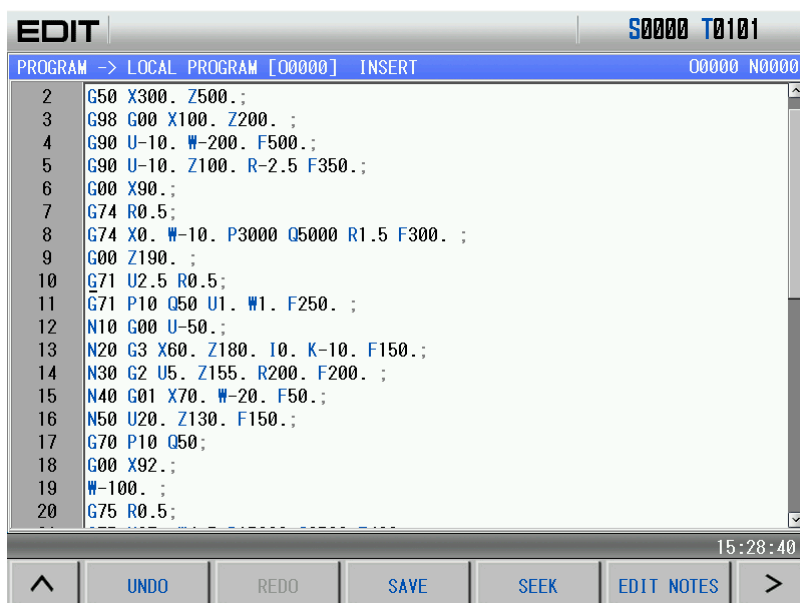 EDIT S0000 T0101
PROGRAM -> LOCAL PROGRAM [O0000] INSERT O0000 N0000
2 G50 X300. Z500.;
3 G98 G00 X100. Z200. ;
4 G90 U-10. W-200. F500.;
5 G90 U-10. Z100. R-2.5 F350.;
6 G00 X90.;
7 G74 R0.5;
8 G74 X0. W-10. P3000 Q5000 R1.5 F300. ;
9 G00 Z190. ;
10 G71 U2.5 R0.5;
11 G71 P10 Q50 U1. W1. F250. ;
12 N10 G00 U-50.;
13 N20 G3 X60. Z180. I0. K-10. F150.;
14 N30 G2 U5. Z155. R200. F200. ;
15 N40 G01 X70. W-20. F50.;
16 N50 U20. Z130. F150.;
17 G70 P10 Q50;
18 G00 X92.;
19 W-100. ;
20 G75 R0.5;
15:28:40
^ UNDO REDO SAVE SEEK EDIT NOTES >